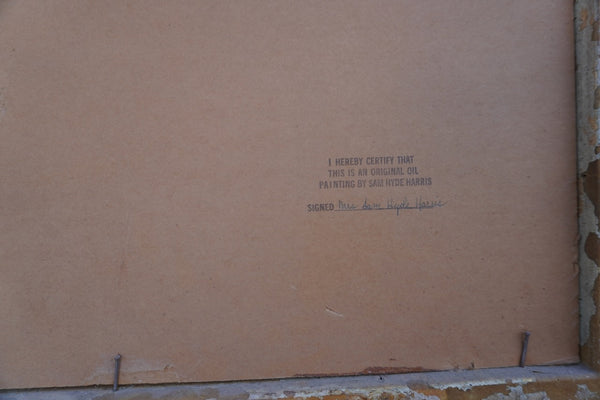 I HEREBY CERTIFY THAT
THIS IS AN ORIGINAL OIL
PAINTING BY SAM HYDE HARRIS
SIGNED Mrs Sam Hyde Harris